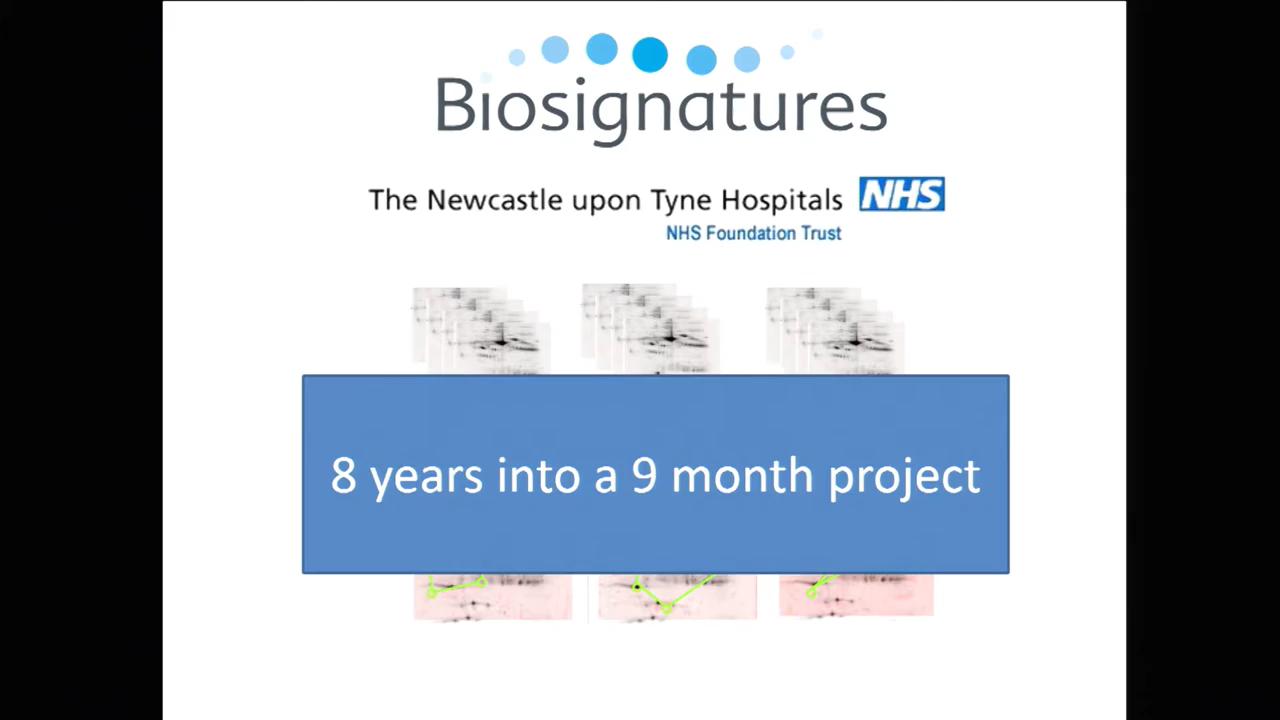 Biosignatures
The Newcastle upon Tyne Hospitals NHS
NHS Foundation Trust
8 years into a 9 month project